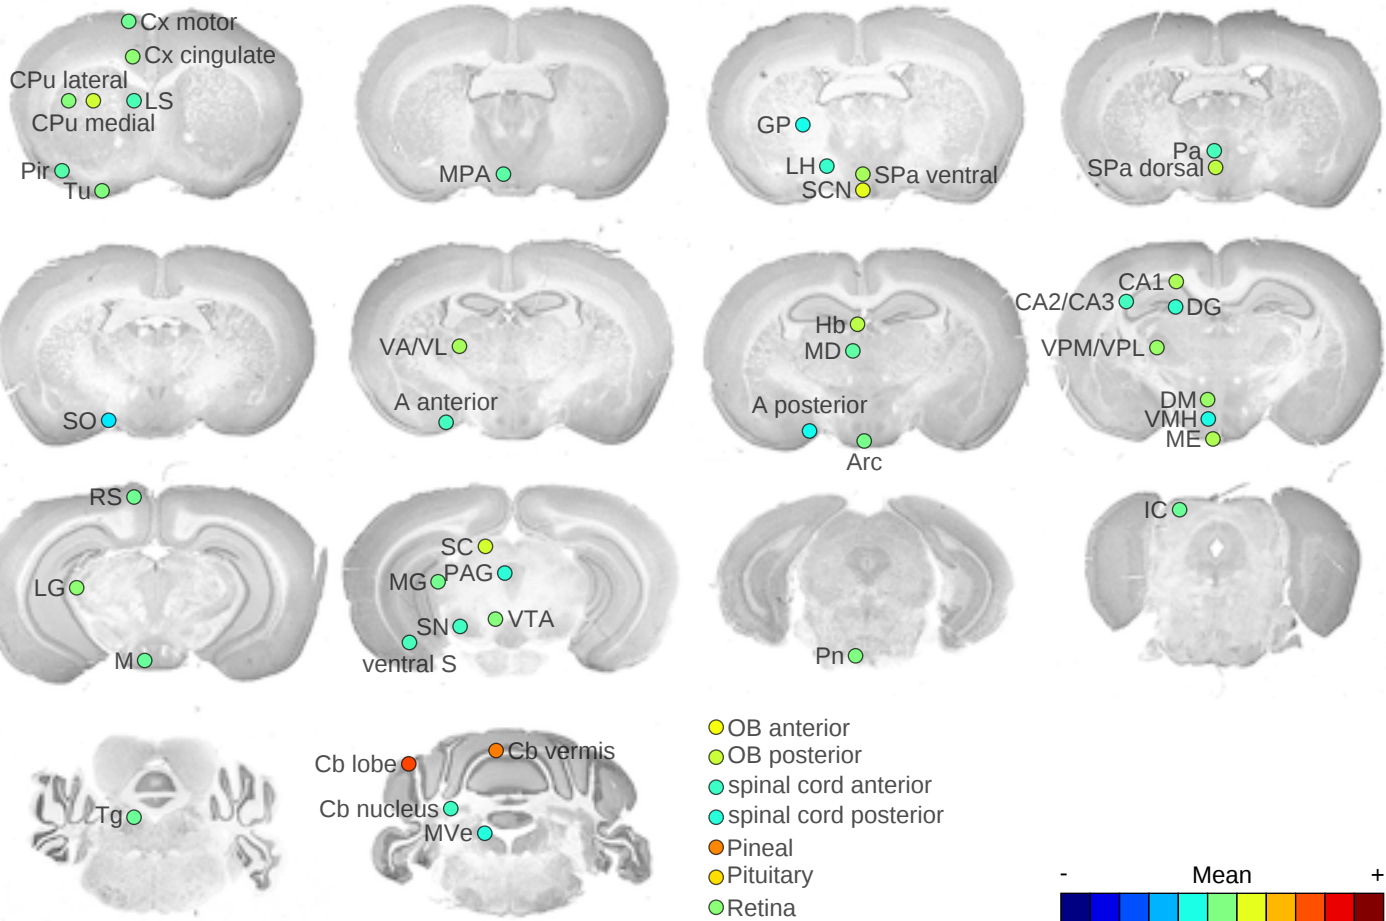 Cx motor
Cx cingulate
CPu lateral
LS
CPu medial
Pir
Tu
MPA
GP
LH
SPa ventral
SCN
Pa
SPa dorsal
SO
VA/VL
A anterior
Hb
MD
A posterior
Arc
CA1
CA2/CA3
DG
VPM/VPL
DM
VMH
ME
RS
LG
M
SC
MG
PAG
SN
VTA
ventral S
Pn
IC
Tg
Cb lobe
Cb vermis
Cb nucleus
MVe
OB anterior
OB posterior
spinal cord anterior
spinal cord posterior
Pineal
Pituitary
Retina
- Mean +